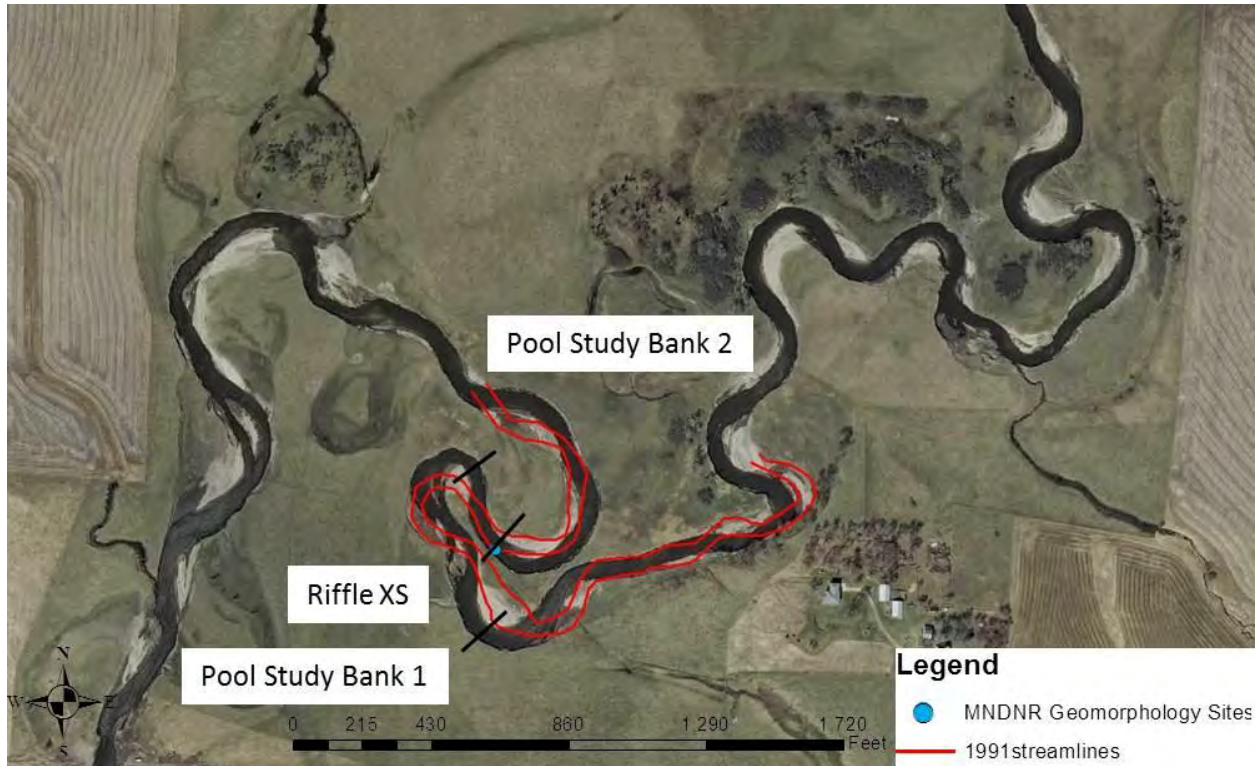 Pool Study Bank 2
Riffle XS
Pool Study Bank 1
N
W E
S
0 215 430 860 1,290 1,720
Feet
Legend
MNDNR Geomorphology Sites
1991streamlines